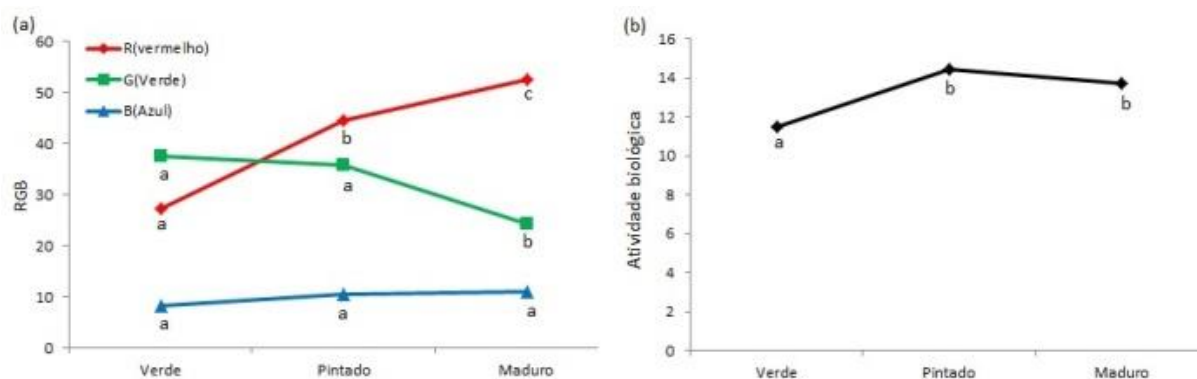 (a)
60
50
40
30
20
10
0
RGB
R(vermelho)
G(Verde)
B(Azul)
a
a
a
b
a
a
c
b
a
Verde Pintado Maduro
(b)
16
14
12
10
8
6
4
2
0
Atividade biológica
a
b
b
Verde Pintado Maduro